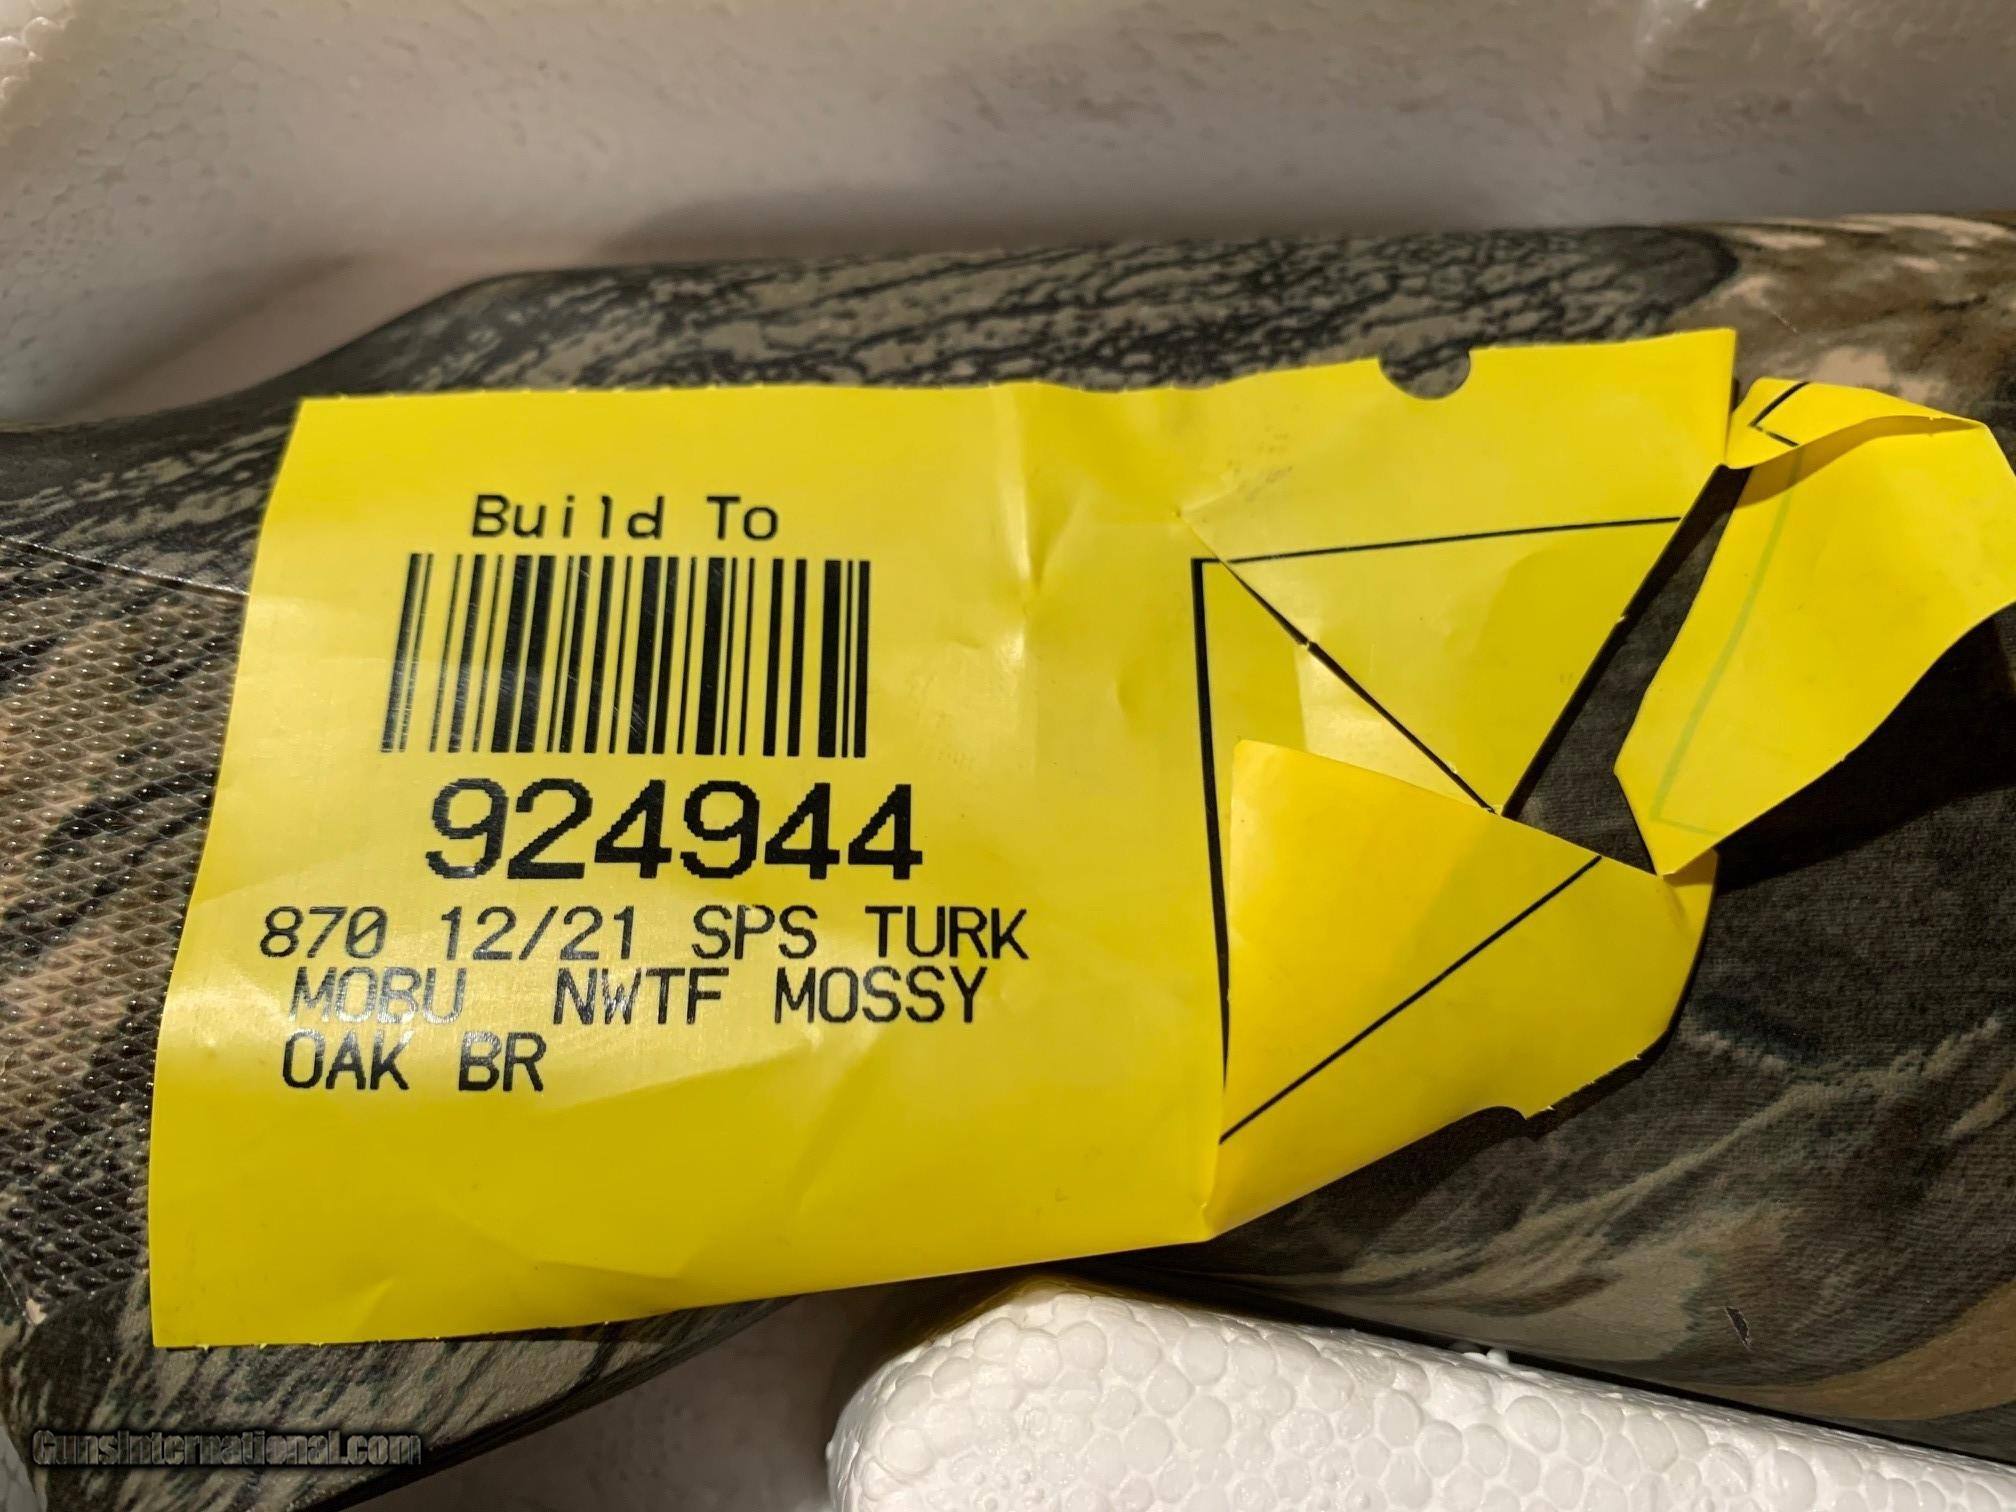 Build To
924944
870 12/21 SPS TURK
MOBU NWTF MOSSY
OAK BR
GunsInternational.com